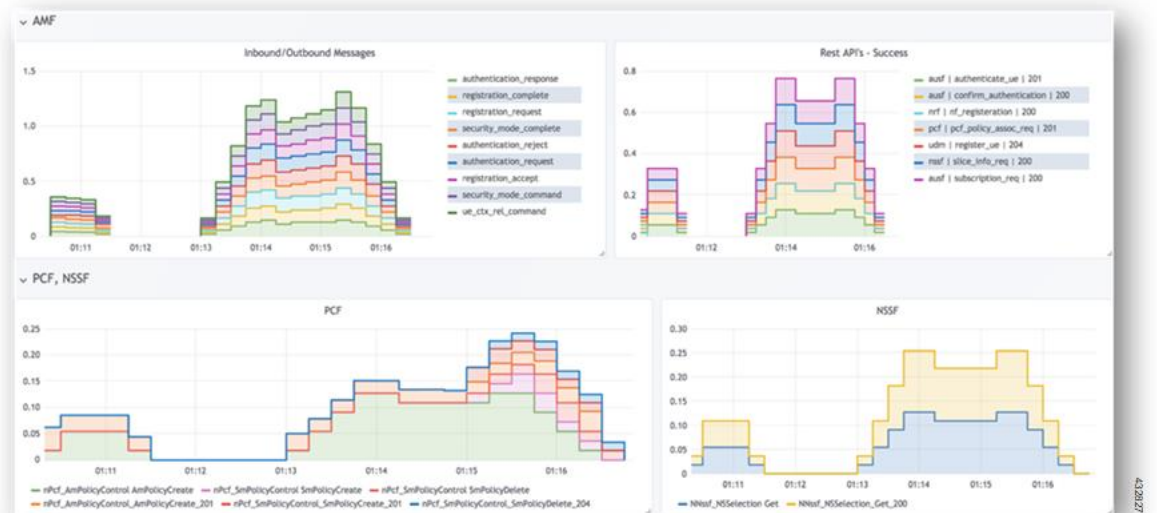 AMF
Inbound/Outbound Messages
1.5
1.0
0.5
0
01:11 01:12 01:13 01:14 01:15 01:16
authentication_response
registration_complete
registration_request
security_mode_complete
authentication_reject
authentication_request
registration_accept
security_mode_command
ue_ctx_rel_command
Rest API's - Success
0.8
0.6
0.4
0.2
0
01:12 01:14 01:16
ausf | authenticate_ue | 201
ausf | confirm_authentication | 200
nrf | nf_registeration | 200
pcf | pcf_policy_assoc_req | 201
udm | register_ue | 204
nssf | slice_info_req | 200
ausf | subscription_req | 200
PCF, NSSF
PCF
0.25
0.20
0.15
0.10
0.05
0
01:11 01:12 01:13 01:14 01:15 01:16
nPcf_AmPolicyControl AmPolicyCreate nPcf_SmPolicyControl SmPolicyCreate nPcf_SmPolicyControl SmPolicyDelete
nPcf_AmPolicyControl_AmPolicyCreate_201 nPcf_SmPolicyControl_SmPolicyCreate_201 nPcf_SmPolicyControl_SmPolicyDelete_204
NSSF
0.30
0.25
0.20
0.15
0.10
0.05
0
01:11 01:12 01:13 01:14 01:15 01:16
NNssf_NSSelection Get NNssf_NSSelection_Get_200
432827